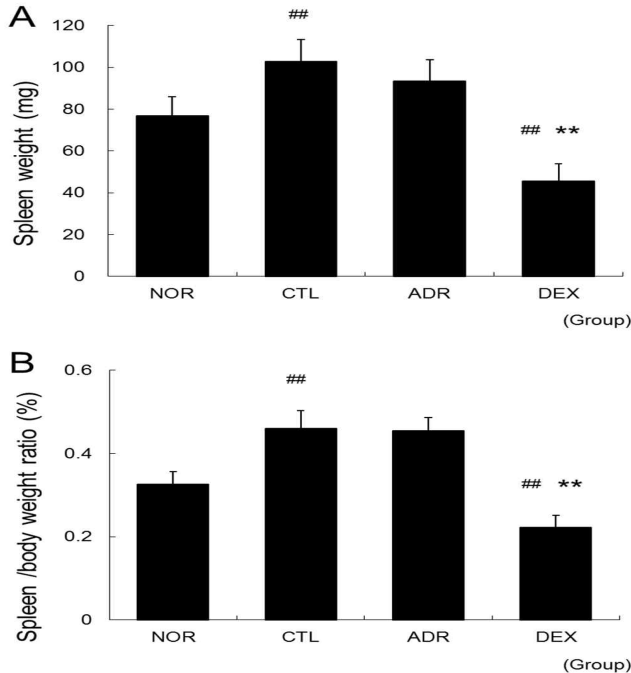 A
Spleen weight (mg)
120
100
80
60
40
20
0
##
## **
NOR CTL ADR DEX
(Group)
B
Spleen /body weight ratio (%)
0.6
0.4
0.2
0
##
## **
NOR CTL ADR DEX
(Group)